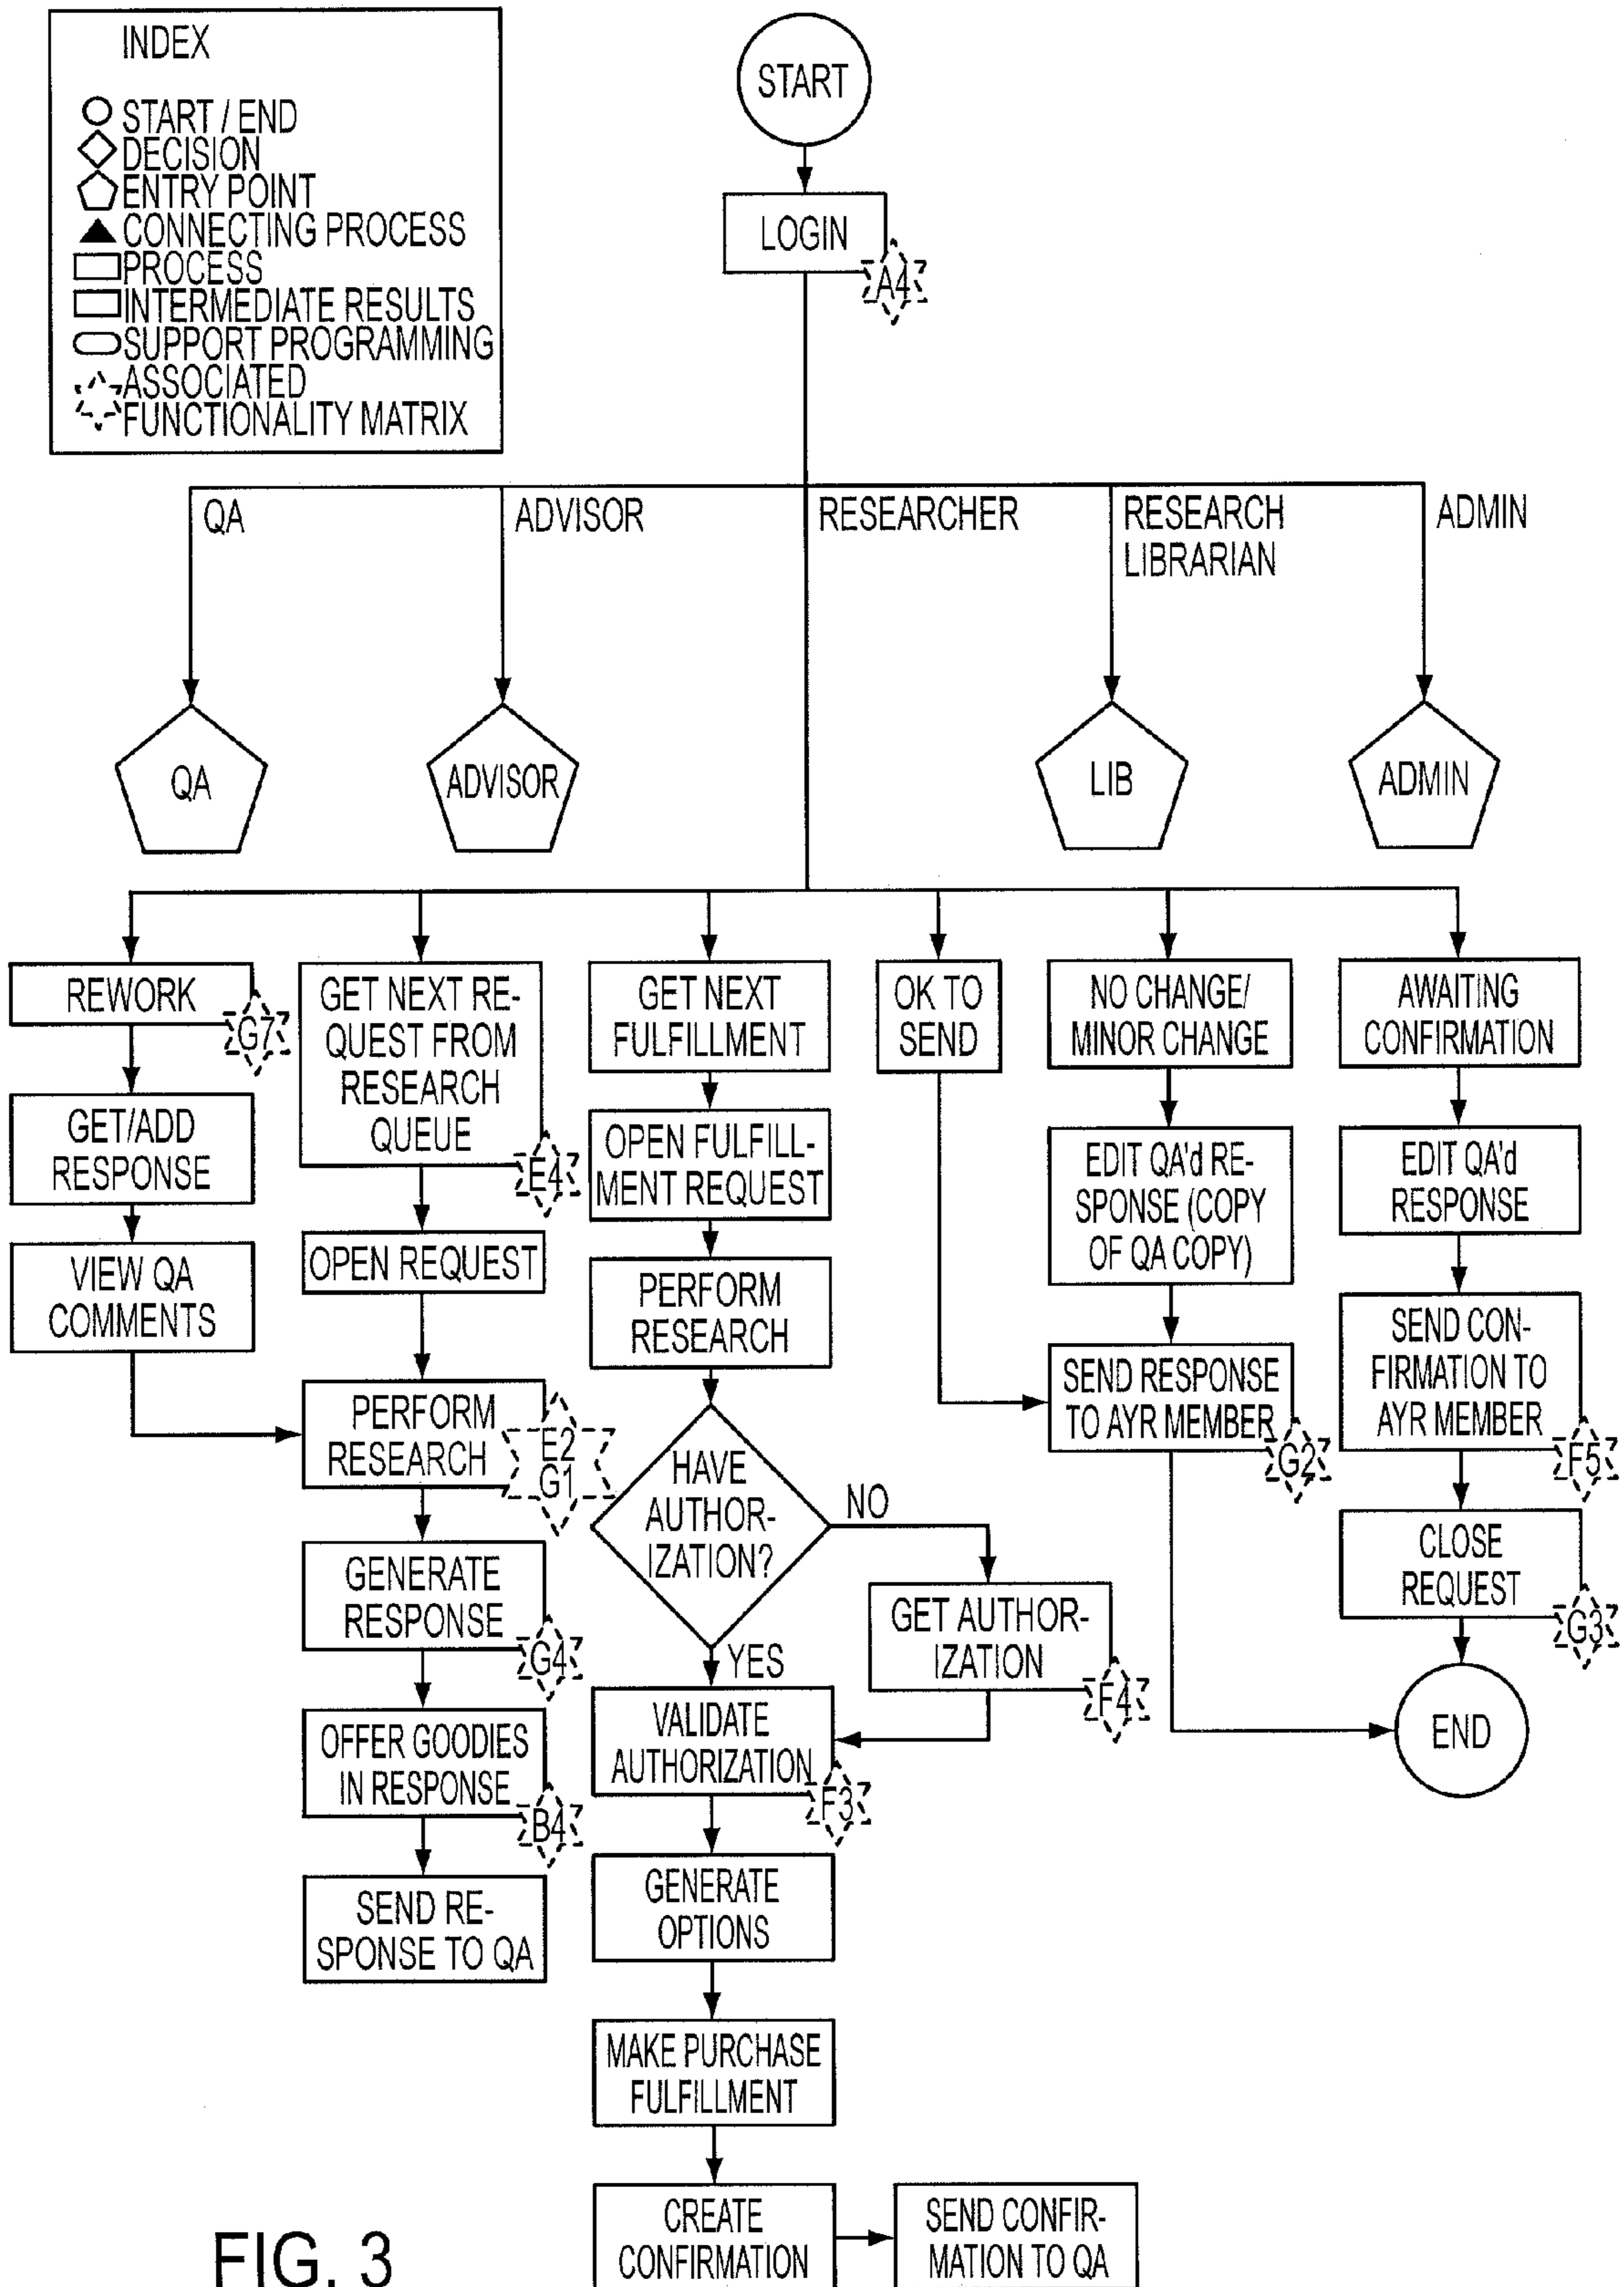 INDEX
START / END
DECISION
ENTRY POINT
CONNECTING PROCESS
PROCESS
INTERMEDIATE RESULTS
SUPPORT PROGRAMMING
ASSOCIATED
FUNCTIONALITY MATRIX
START
LOGIN
A4
QA
ADVISOR
RESEARCHER
RESEARCH
LIBRARIAN
ADMIN
QA
ADVISOR
LIB
ADMIN
REWORK
G7
GET/ADD
RESPONSE
VIEW QA
COMMENTS
GET NEXT RE-
QUEST FROM
RESEARCH
QUEUE
E4
OPEN REQUEST
PERFORM
RESEARCH
E2
G1
GENERATE
RESPONSE
G4
OFFER GOODIES
IN RESPONSE
B4
SEND RE-
SPONSE TO QA
GET NEXT
FULFILLMENT
OPEN FULFILL-
MENT REQUEST
PERFORM
RESEARCH
HAVE
AUTHOR-
IZATION?
NO
YES
GET AUTHOR-
IZATION
F4
VALIDATE
AUTHORIZATION
F3
GENERATE
OPTIONS
MAKE PURCHASE
FULFILLMENT
CREATE
CONFIRMATION
SEND CONFIR-
MATION TO QA
OK TO
SEND
NO CHANGE/
MINOR CHANGE
EDIT QA'd RE-
SPONSE (COPY
OF QA COPY)
SEND RESPONSE
TO AYR MEMBER
G2
AWAITING
CONFIRMATION
EDIT QA'd
RESPONSE
SEND CON-
FIRMATION TO
AYR MEMBER
F5
CLOSE
REQUEST
G3
END
FIG. 3